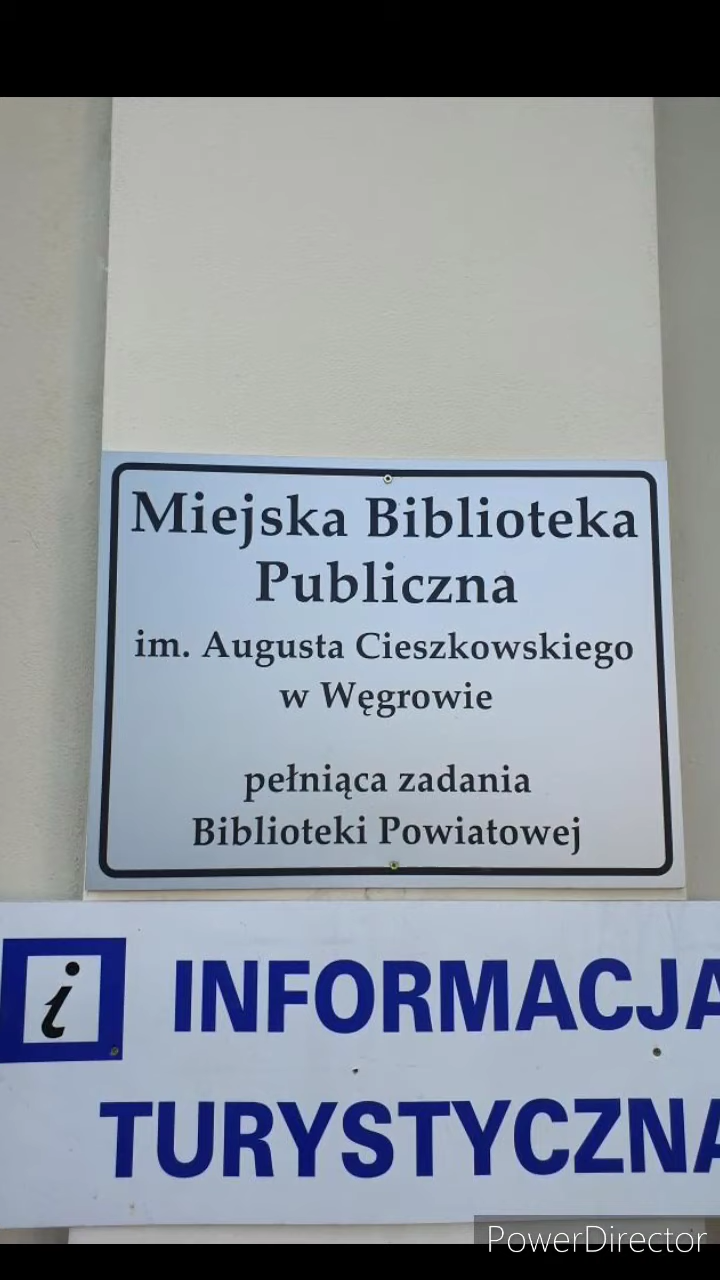 Miejska Biblioteka
Publiczna
im. Augusta Cieszkowskiego
w Węgrowie
pełniąca zadania
Biblioteki Powiatowej
i INFORMACJA
TURYSTYCZNA
PowerDirector